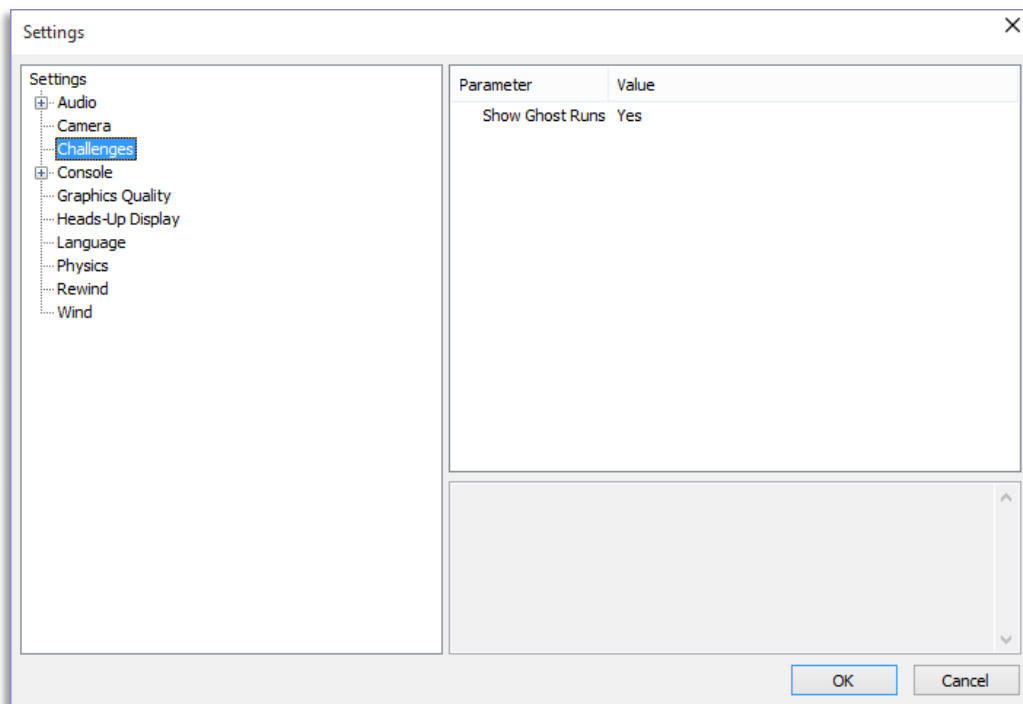 Settings
Settings
Audio
Camera
Challenges
Console
Graphics Quality
Heads-Up Display
Language
Physics
Rewind
Wind
Parameter Value
Show Ghost Runs Yes
OK Cancel